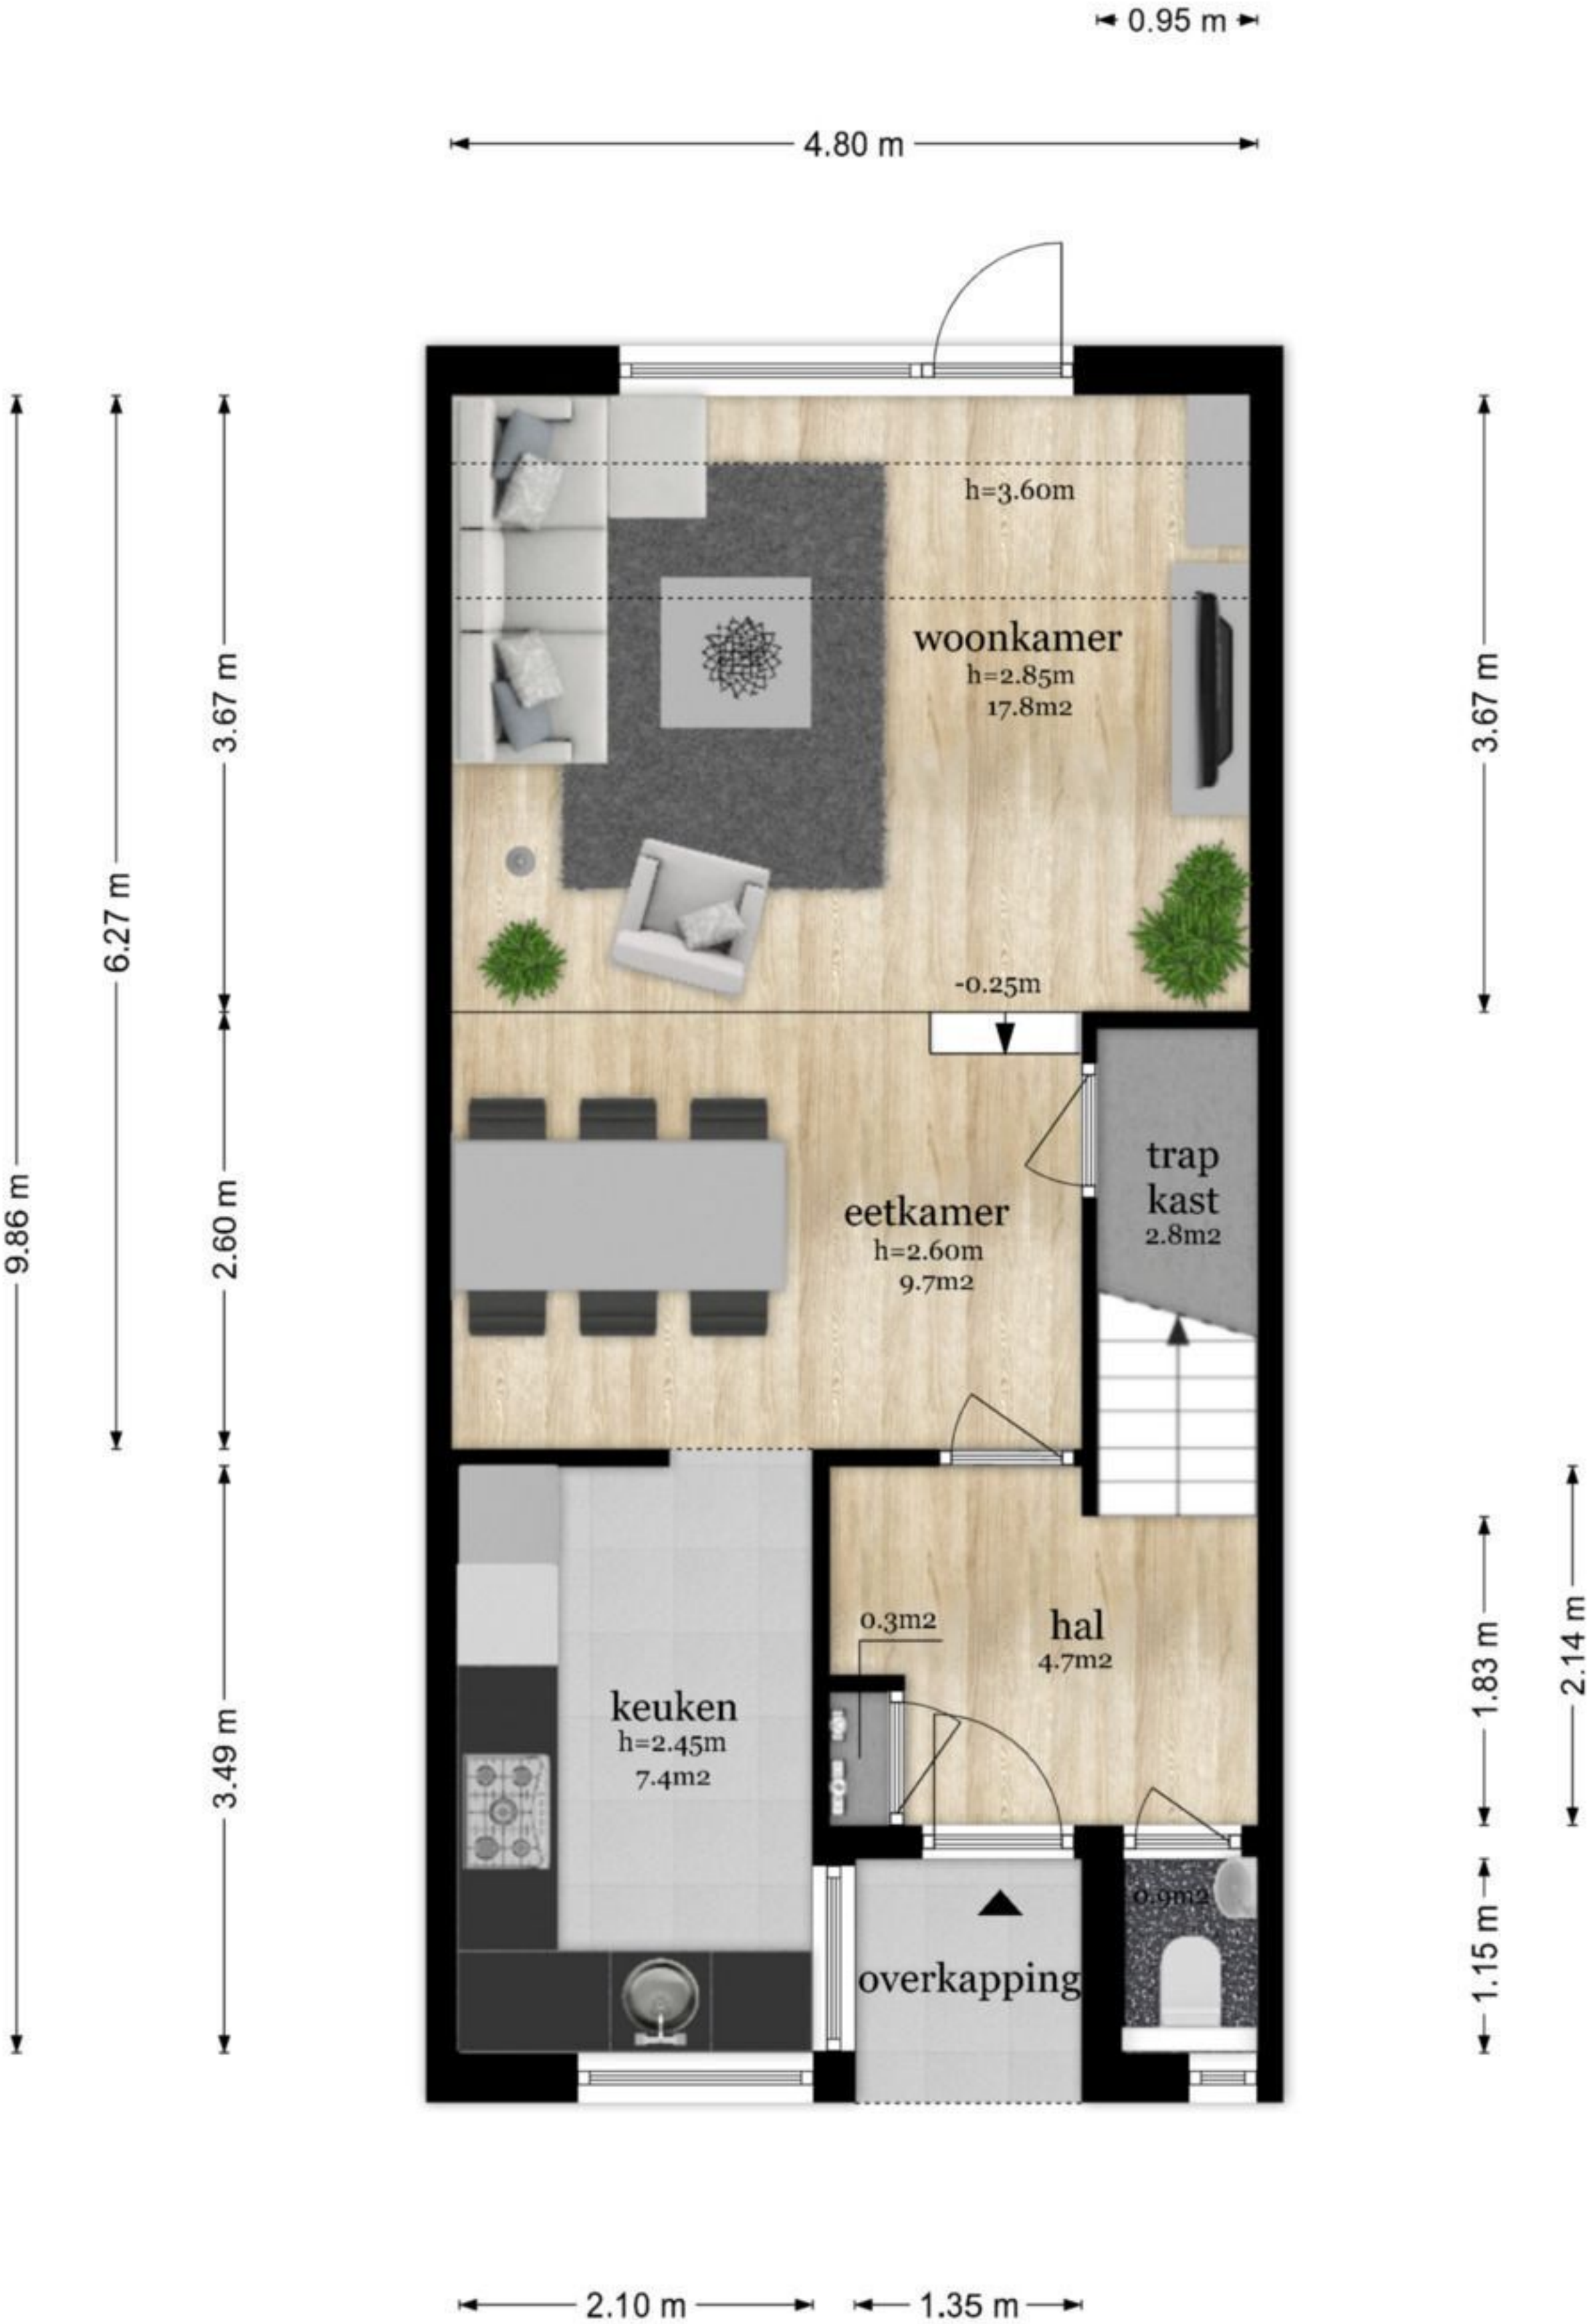 0.95 m
4.80 m
h=3.60m
woonkamer
h=2.85m
17.8m2
3.67 m
3.67 m
6.27 m
-0.25m
trap
kast
2.8m2
eetkamer
h=2.60m
9.7m2
2.60 m
9.86 m
0.3m2
hal
4.7m2
1.83 m
2.14 m
keuken
h=2.45m
7.4m2
3.49 m
0.9m2
overkapping
1.15 m
2.10 m
1.35 m